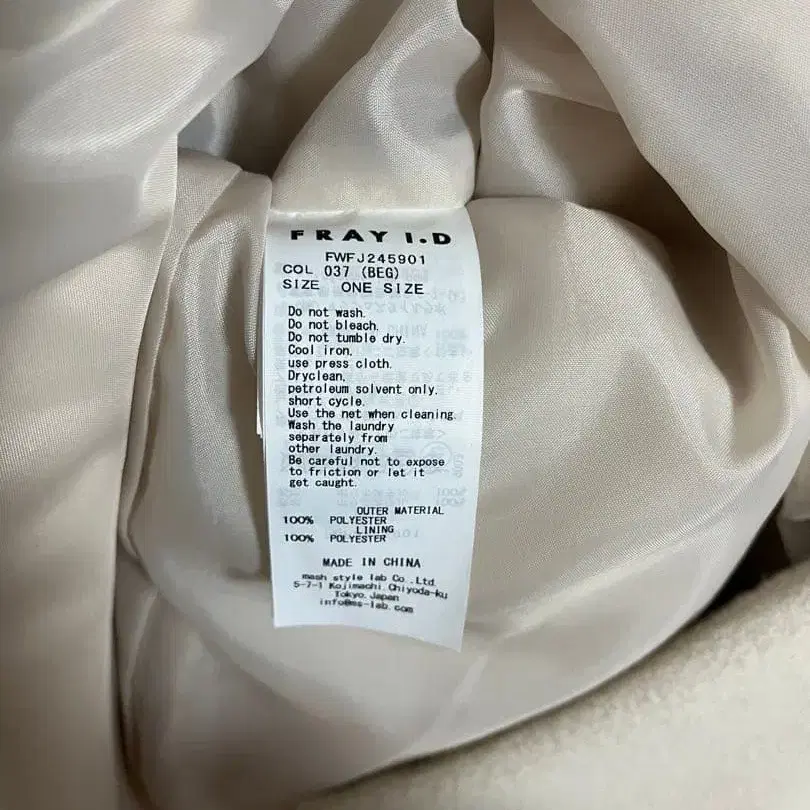 FRAY I.D
FWFJ245901
COL 037 (BEG)
SIZE ONE SIZE
Do not wash.
Do not bleach.
Do not tumble dry.
Cool iron,
use press cloth.
Dryclean,
petroleum solvent only.
short cycle.
Use the net when cleaning.
Wash the laundry
separately from
other laundry.
Be careful not to expose
to friction or let it
get caught.
OUTER MATERIAL
100% POLYESTER
LINING
100% POLYESTER
MADE IN CHINA
mash style lab Co., Ltd.
5-7-1 Kojimachi Chiyoda-ku
Tokyo. Japan
info@ms-lab.com